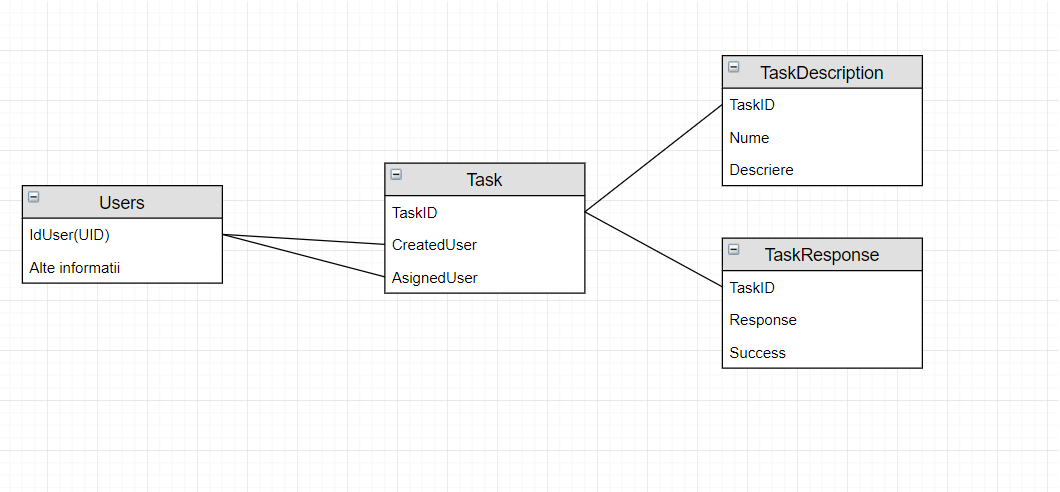 Users
IdUser(UID)
Alte informatii
Task
TaskID
CreatedUser
AsignedUser
TaskDescription
TaskID
Nume
Descriere
TaskResponse
TaskID
Response
Success